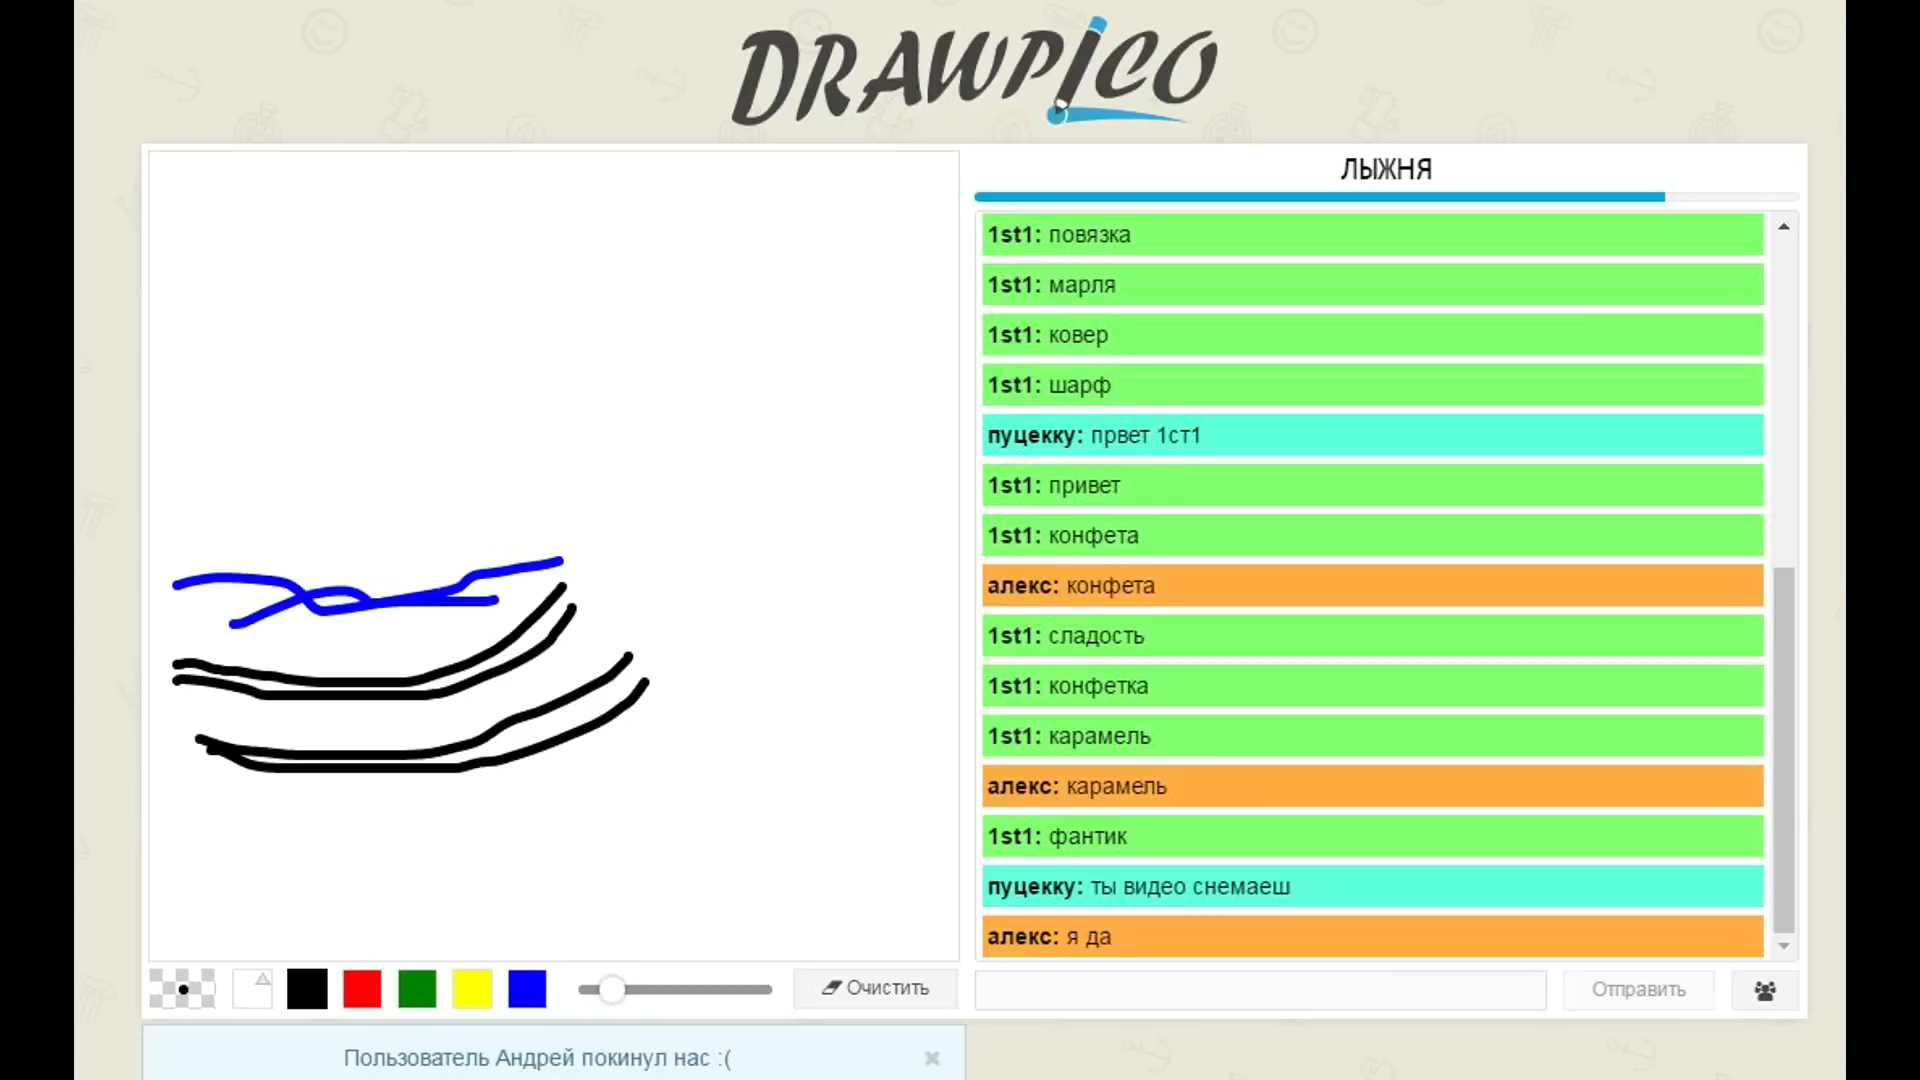 DRAWPICO
ЛЫЖНЯ
1st1: повязка
1st1: марля
1st1: ковер
1st1: шарф
пуцекку: првет 1ст1
1st1: привет
1st1: конфета
алекс: конфета
1st1: сладость
1st1: конфетка
1st1: карамель
алекс: карамель
1st1: фантик
пуцекку: ты видео снемаеш
алекс: я да
Очистить
Отправить
Пользователь Андрей покинул нас :(